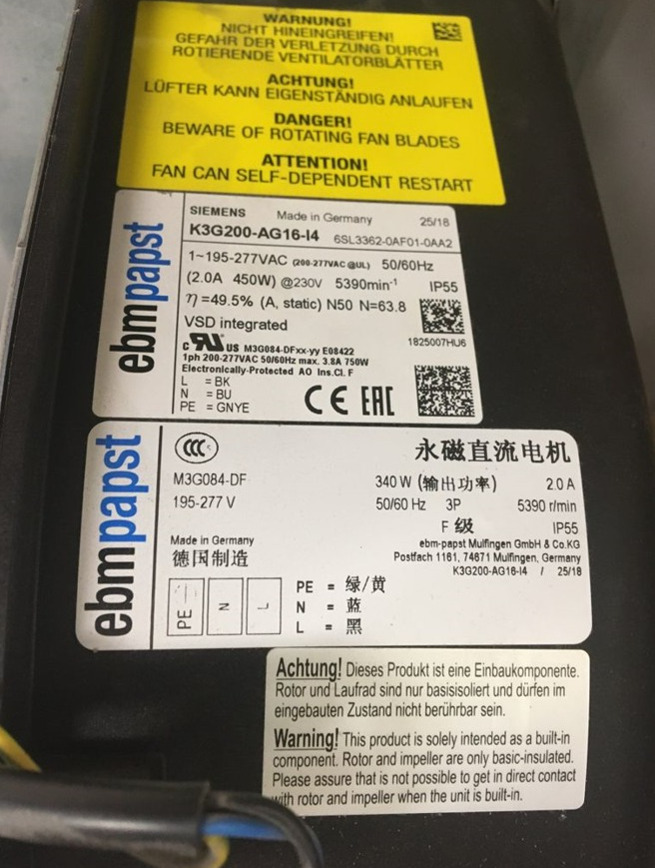 WARNUNG!
NICHT HINEINGREIFEN!
GEFAHR DER VERLETZUNG DURCH
ROTIERENDE VENTILATORBLÄTTER
ACHTUNG!
LÜFTER KANN EIGENSTÄNDIG ANLAUFEN
DANGER!
BEWARE OF ROTATING FAN BLADES
ATTENTION!
FAN CAN SELF-DEPENDENT RESTART
ebmpapst
SIEMENS Made in Germany 25/18
K3G200-AG16-I4 6SL3362-0AF01-0AA2
1~195-277VAC (200-277VAC @UL) 50/60Hz
(2.0A 450W) @230V 5390min⁻¹ IP55
η =49.5% (A, static) N50 N=63.8
VSD integrated
1825007HU6
C RU US M3G084-DFxx-yy E08422
1ph 200-277VAC 50/60Hz max. 3.8A 750W
Electronically-Protected AO Ins.Cl. F
L = BK
N = BU
PE = GNYE
CE EAC
ebmpapst
CCC 永磁直流电机
M3G084-DF 340 W (输出功率) 2.0 A
195-277 V 50/60 Hz 3P 5390 r/min
F 级 IP55
Made in Germany ebm-papst Mulfingen GmbH & Co.KG
德国制造 Postfach 1161, 74671 Mulfingen, Germany
K3G200-AG16-I4 / 25/18
PE N L
PE = 绿/黄
N = 蓝
L = 黑
Achtung! Dieses Produkt ist eine Einbaukomponente.
Rotor und Laufrad sind nur basisisoliert und dürfen im
eingebauten Zustand nicht berührbar sein.
Warning! This product is solely intended as a built-in
component. Rotor and impeller are only basic-insulated.
Please assure that is not possible to get in direct contact
with rotor and impeller when the unit is built-in.